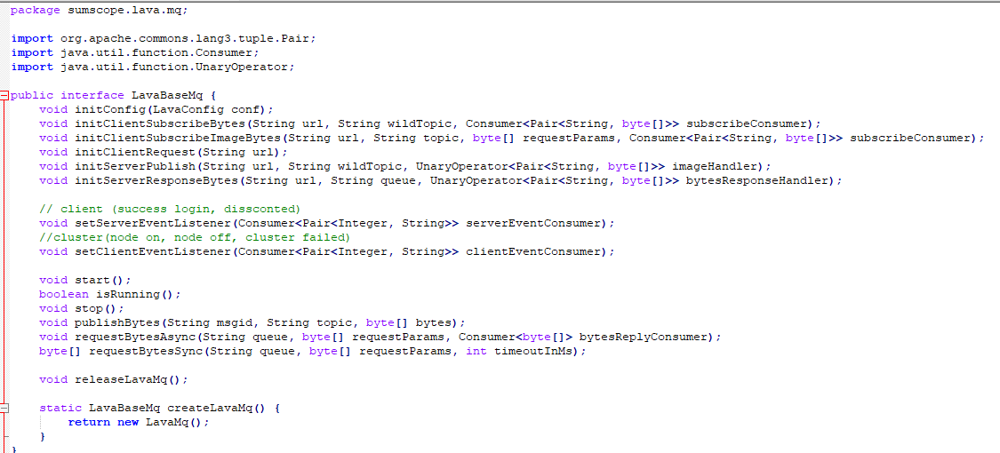 package sumscope.lava.mq;
import org.apache.commons.lang3.tuple.Pair;
import java.util.function.Consumer;
import java.util.function.UnaryOperator;
public interface LavaBaseMq {
void initConfig(LavaConfig conf);
void initClientSubscribeBytes(String url, String wildTopic, Consumer<Pair<String, byte[]>> subscribeConsumer);
void initClientSubscribeImageBytes(String url, String topic, byte[] requestParams, Consumer<Pair<String, byte[]>> subscribeConsumer);
void initClientRequest(String url);
void initServerPublish(String url, String wildTopic, UnaryOperator<Pair<String, byte[]>> imageHandler);
void initServerResponseBytes(String url, String queue, UnaryOperator<Pair<String, byte[]>> bytesResponseHandler);
// client (success login, dissconted)
void setServerEventListener(Consumer<Pair<Integer, String>> serverEventConsumer);
//cluster(node on, node off, cluster failed)
void setClientEventListener(Consumer<Pair<Integer, String>> clientEventConsumer);
void start();
boolean isRunning();
void stop();
void publishBytes(String msgid, String topic, byte[] bytes);
void requestBytesAsync(String queue, byte[] requestParams, Consumer<byte[]> bytesReplyConsumer);
byte[] requestBytesSync(String queue, byte[] requestParams, int timeoutInMs);
void releaseLavaMq();
static LavaBaseMq createLavaMq() {
return new LavaMq();
}
}